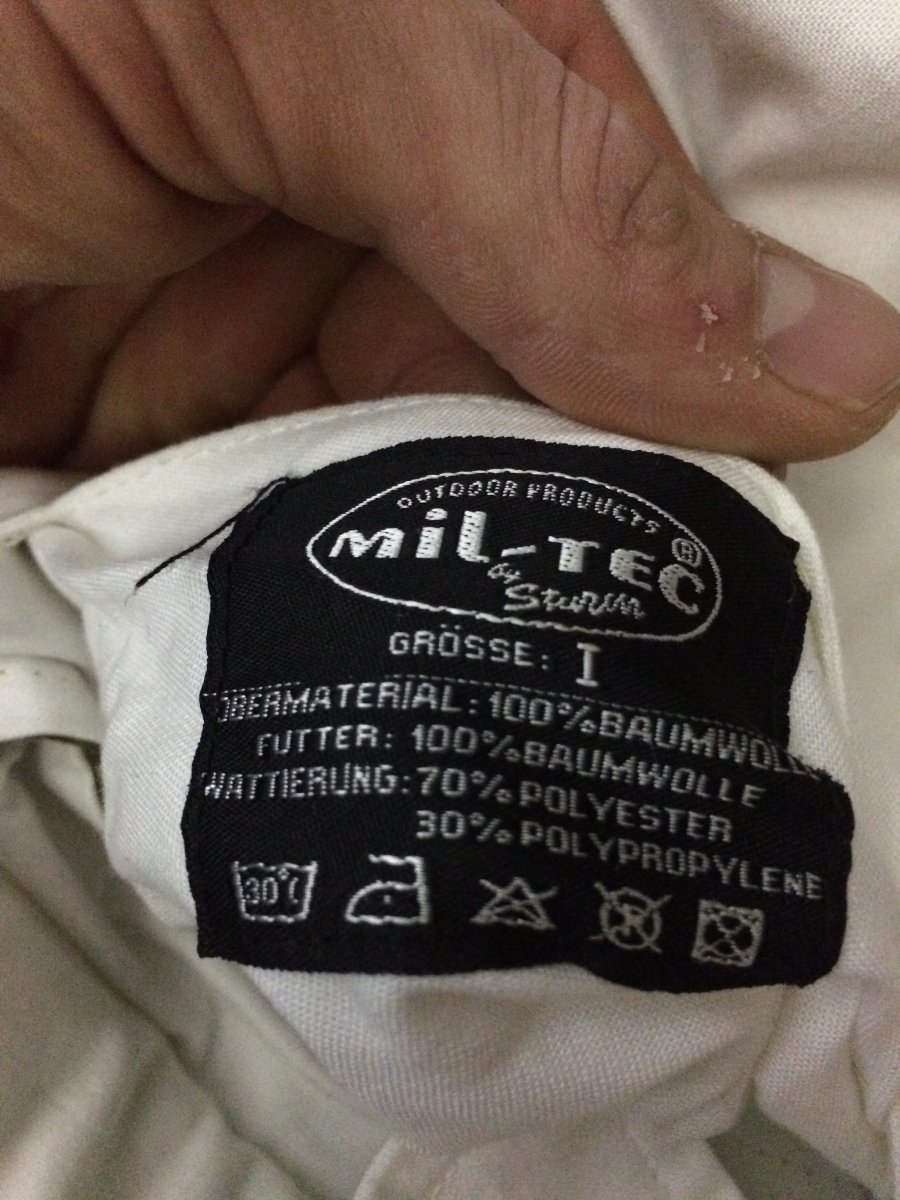 OUTDOOR PRODUCTS
MIL-TEC ®
by Sturm
GRÖSSE: I
OBERMATERIAL: 100% BAUMWOLLE
FUTTER: 100% BAUMWOLLE
WATTIERUNG: 70% POLYESTER
30% POLYPROPYLENE
30°C